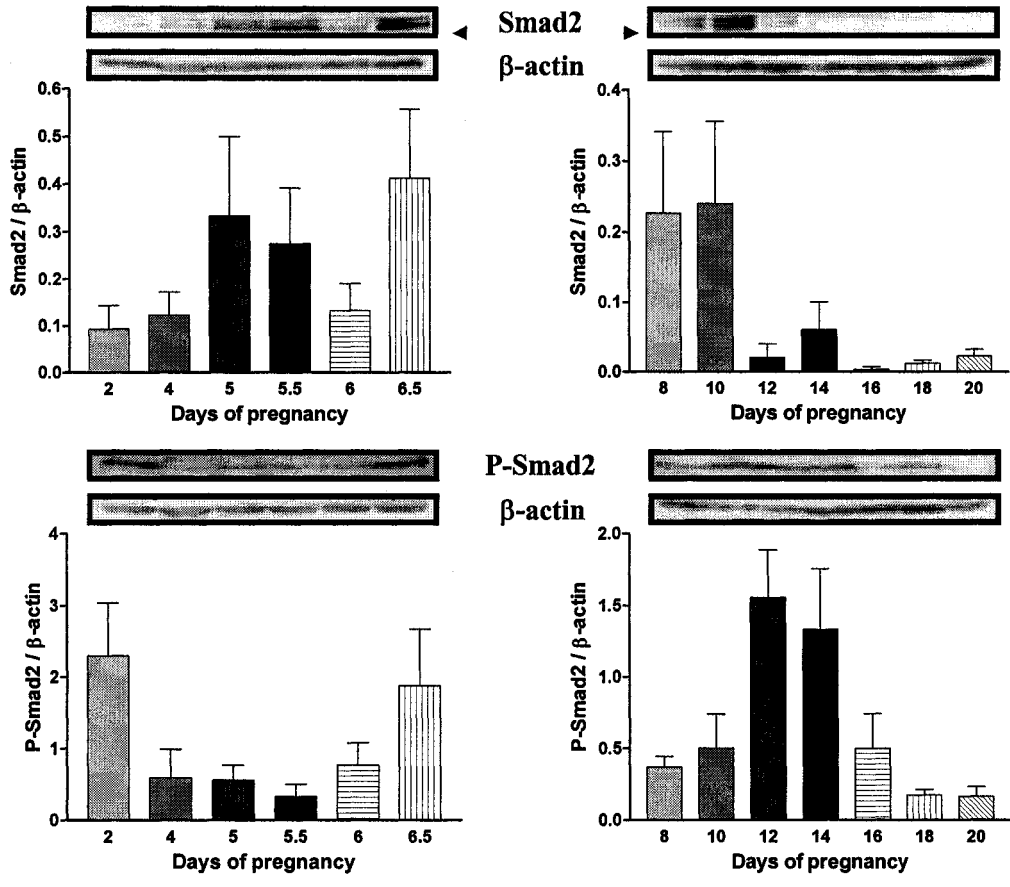 Smad2
β-actin
0.6
0.5
0.4
0.3
0.2
0.1
0.0
Smad2 / β-actin
2 4 5 5.5 6 6.5
Days of pregnancy
0.4
0.3
0.2
0.1
0.0
Smad2 / β-actin
8 10 12 14 16 18 20
Days of pregnancy
P-Smad2
β-actin
4
3
2
1
0
P-Smad2 / β-actin
2 4 5 5.5 6 6.5
Days of pregnancy
2.0
1.5
1.0
0.5
0.0
P-Smad2 / β-actin
8 10 12 14 16 18 20
Days of pregnancy